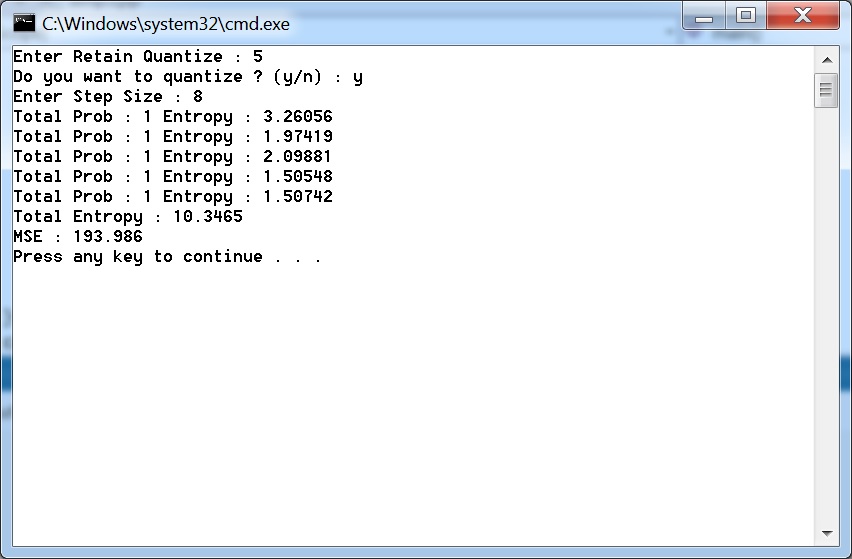 C:\Windows\system32\cmd.exe
Enter Retain Quantize : 5
Do you want to quantize ? (y/n) : y
Enter Step Size : 8
Total Prob : 1 Entropy : 3.26056
Total Prob : 1 Entropy : 1.97419
Total Prob : 1 Entropy : 2.09881
Total Prob : 1 Entropy : 1.50548
Total Prob : 1 Entropy : 1.50742
Total Entropy : 10.3465
MSE : 193.986
Press any key to continue . . .